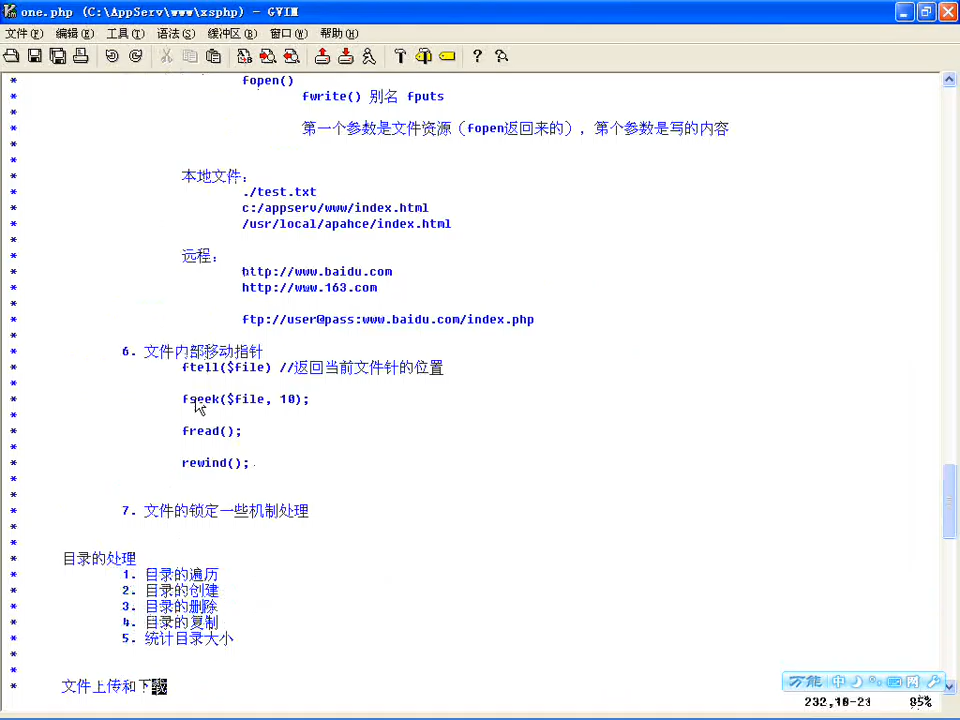 one.php (C:\AppServ\www\xsphp) - GVIM
文件(F) 编辑(E) 工具(T) 语法(S) 缓冲区(B) 窗口(W) 帮助(H)
* fopen()
* fwrite() 别名 fputs
*
* 第一个参数是文件资源（fopen返回来的），第个参数是写的内容
*
*
* 本地文件：
* ./test.txt
* c:/appserv/www/index.html
* /usr/local/apahce/index.html
*
* 远程：
* http://www.baidu.com
* http://www.163.com
*
* ftp://user@pass:www.baidu.com/index.php
*
* 6. 文件内部移动指针
* ftell($file) //返回当前文件针的位置
*
* fseek($file, 10);
*
* fread();
*
* rewind();
*
*
* 7. 文件的锁定一些机制处理
*
*
* 目录的处理
* 1. 目录的遍历
* 2. 目录的创建
* 3. 目录的删除
* 4. 目录的复制
* 5. 统计目录大小
*
*
* 文件上传和下载
万能 中 网
232,18-21 85%